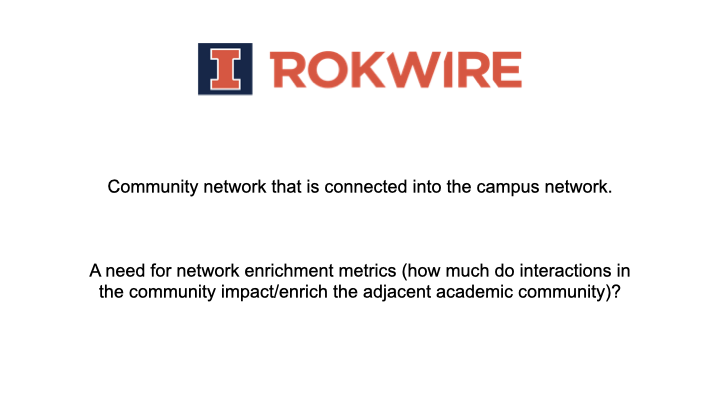 I ROKWIRE
Community network that is connected into the campus network.
A need for network enrichment metrics (how much do interactions in
the community impact/enrich the adjacent academic community)?